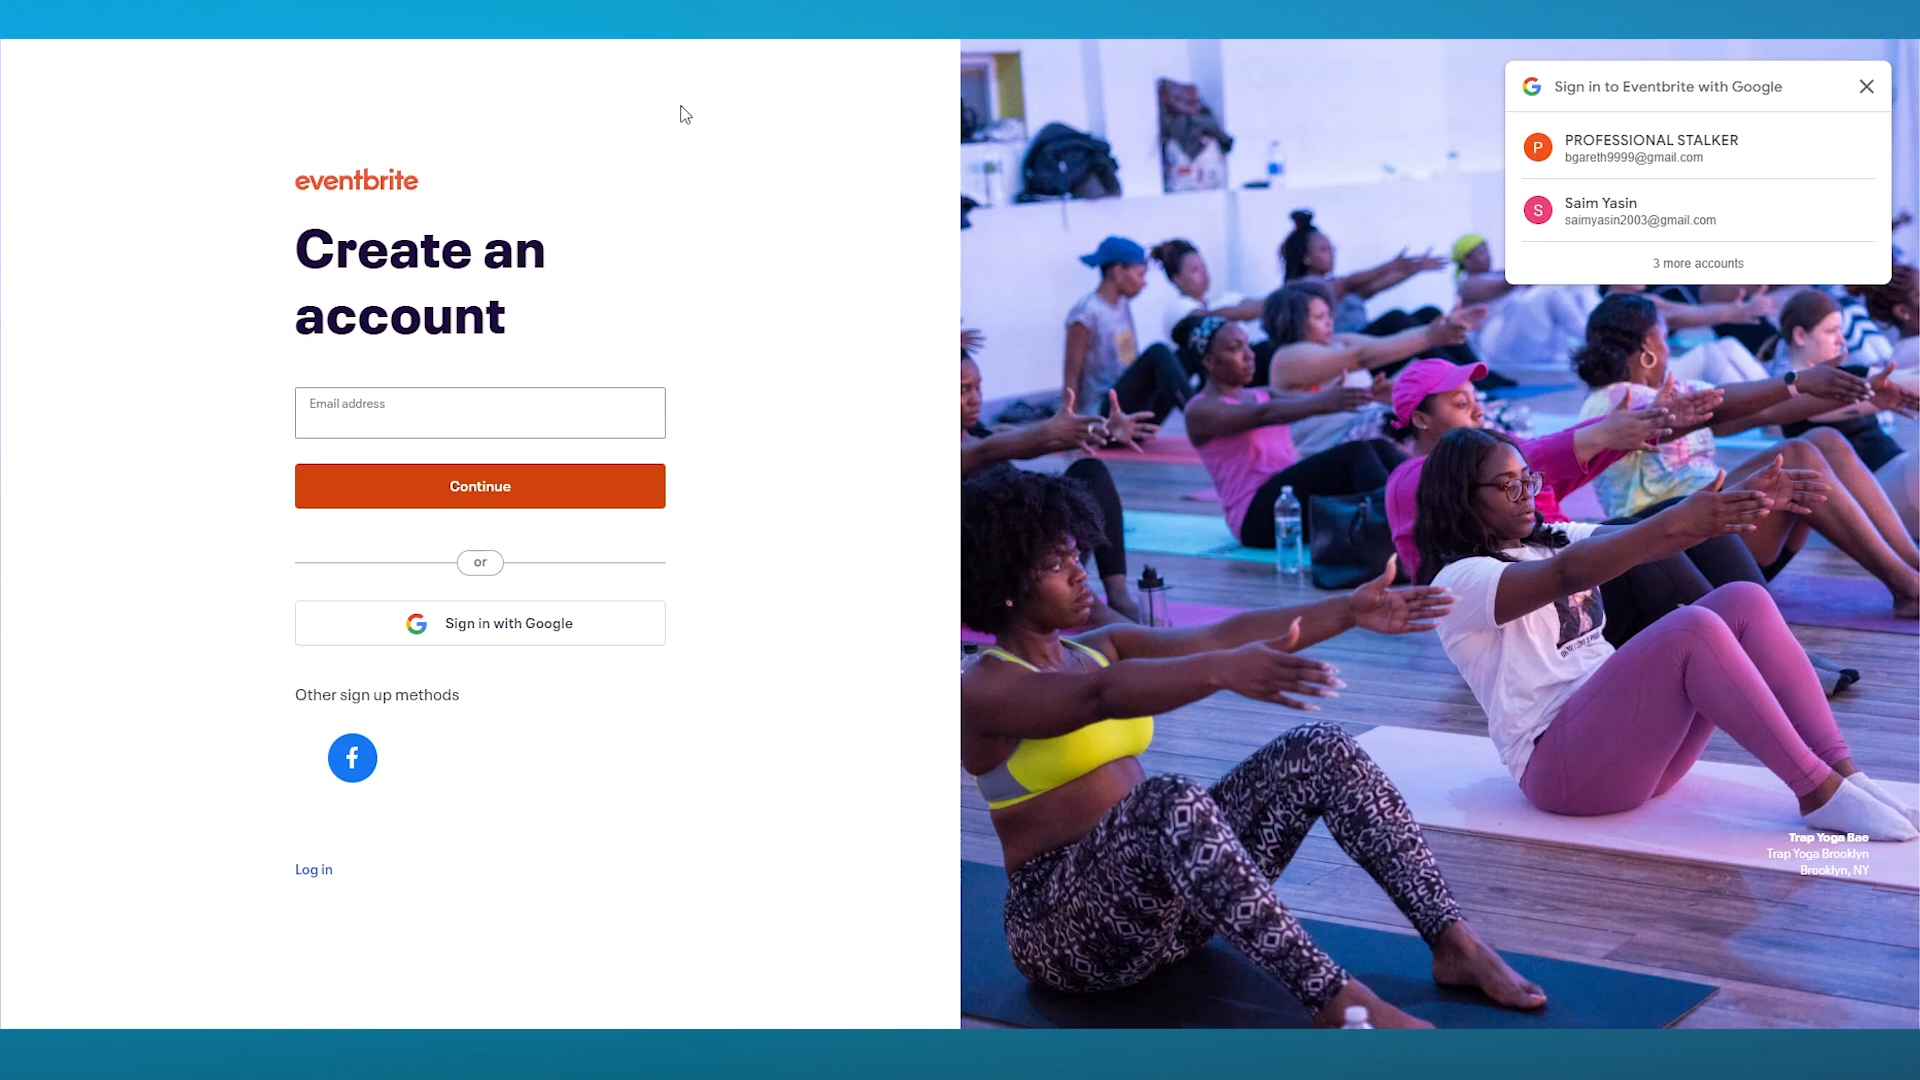 eventbrite
Create an
account
Email address
Continue
or
Sign in with Google
Other sign up methods
Log in
Sign in to Eventbrite with Google
P
PROFESSIONAL STALKER
bgareth9999@gmail.com
S
Saim Yasin
saimyasin2003@gmail.com
3 more accounts
Trap Yoga Bae
Trap Yoga Brooklyn
Brooklyn, NY